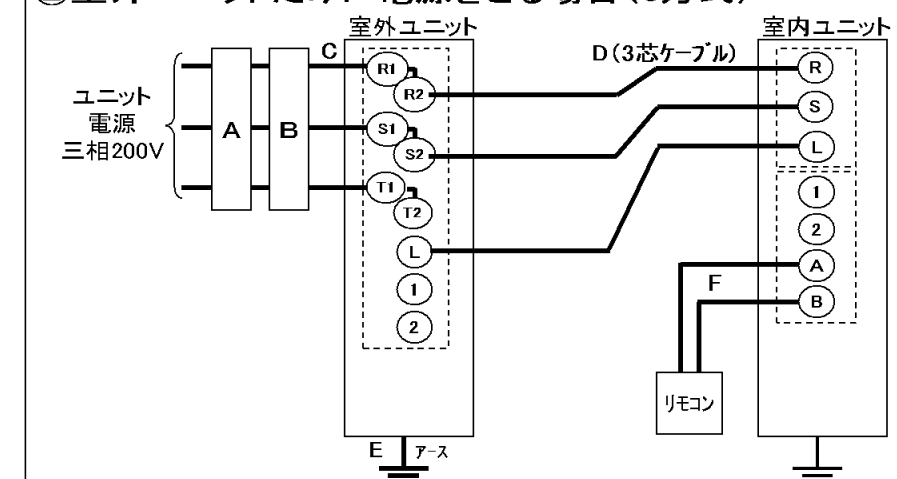 室外ユニット
室内ユニット
C
D(3芯ケーブル)
R1
R2
R
ユニット
電源
三相200V
A
B
S1
S2
S
T1
T2
L
L
1
1
2
2
A
F
B
リモコン
E
アース